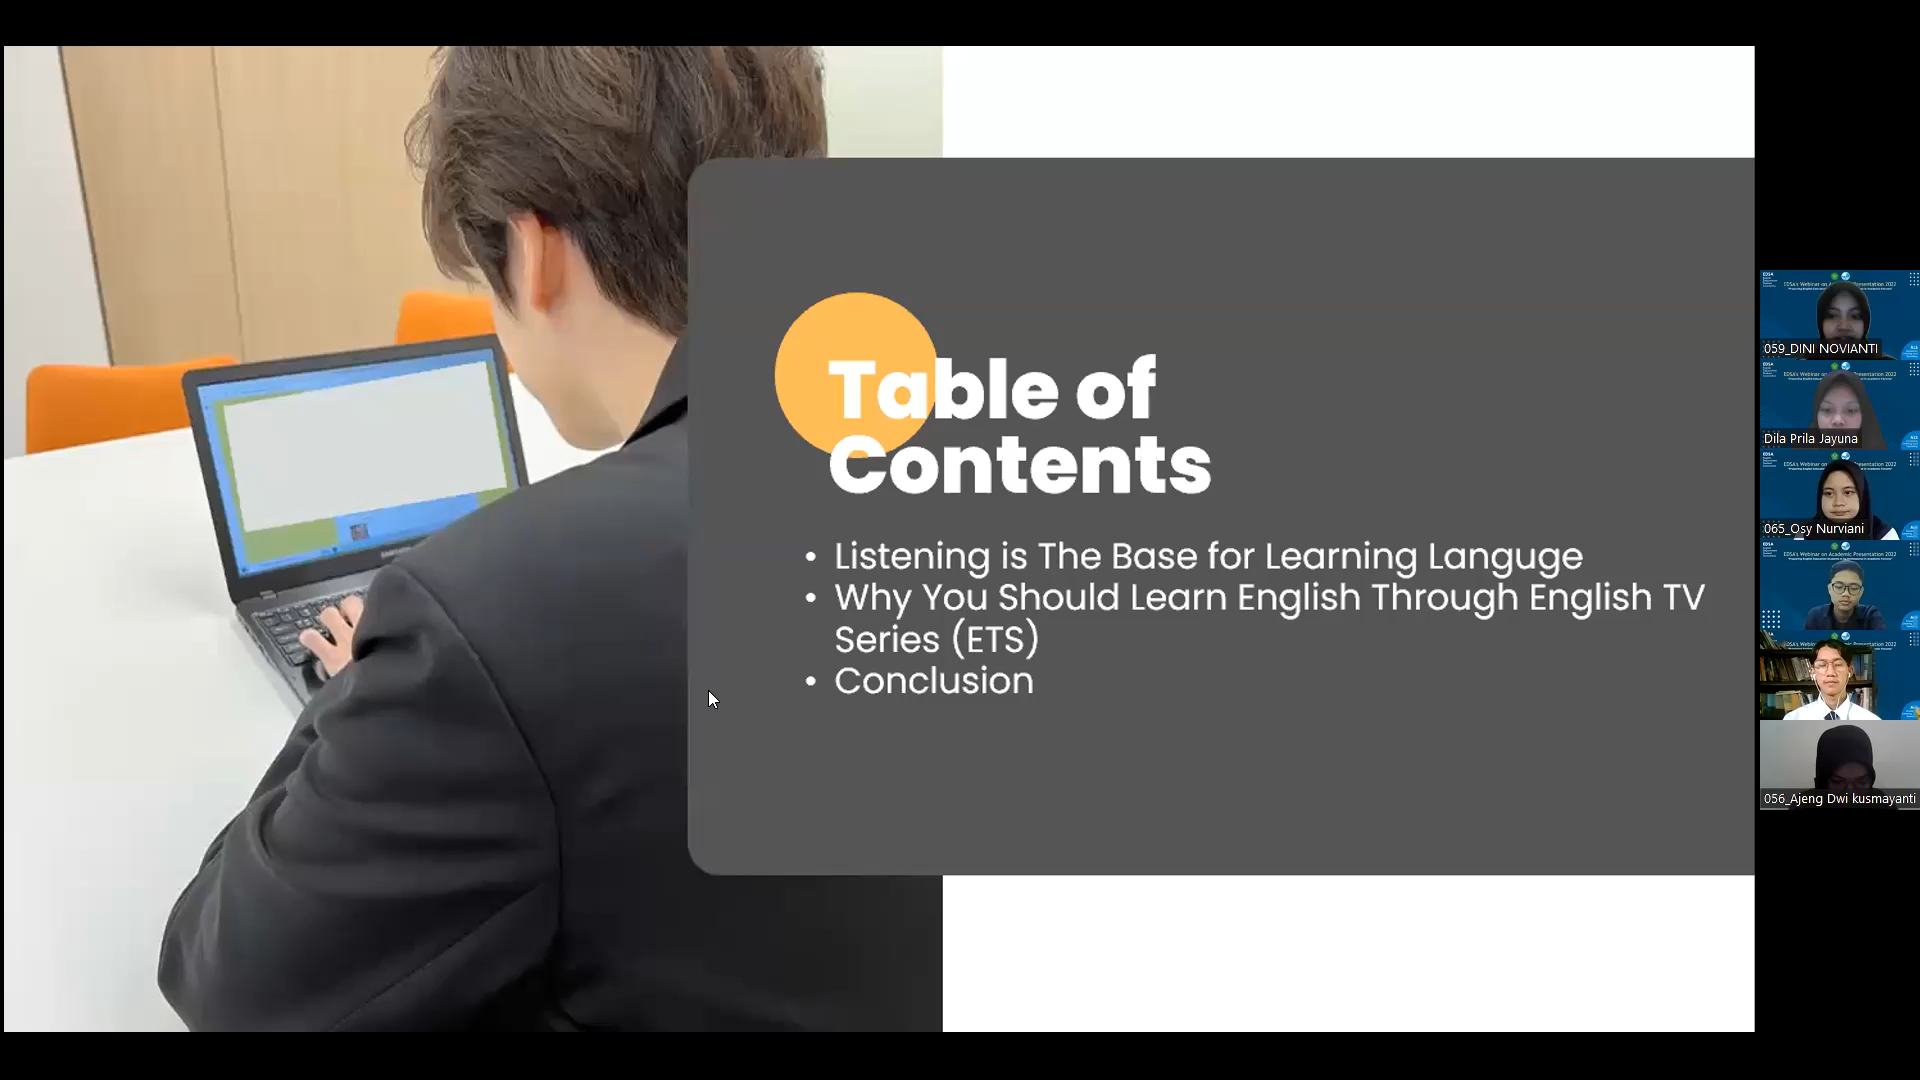 Table of
Contents
• Listening is The Base for Learning Languge
• Why You Should Learn English Through English TV
Series (ETS)
• Conclusion
059_DINI NOVIANTI
Dila Prila Jayuna
065_Osy Nurviani
056_Ajeng Dwi kusmayanti